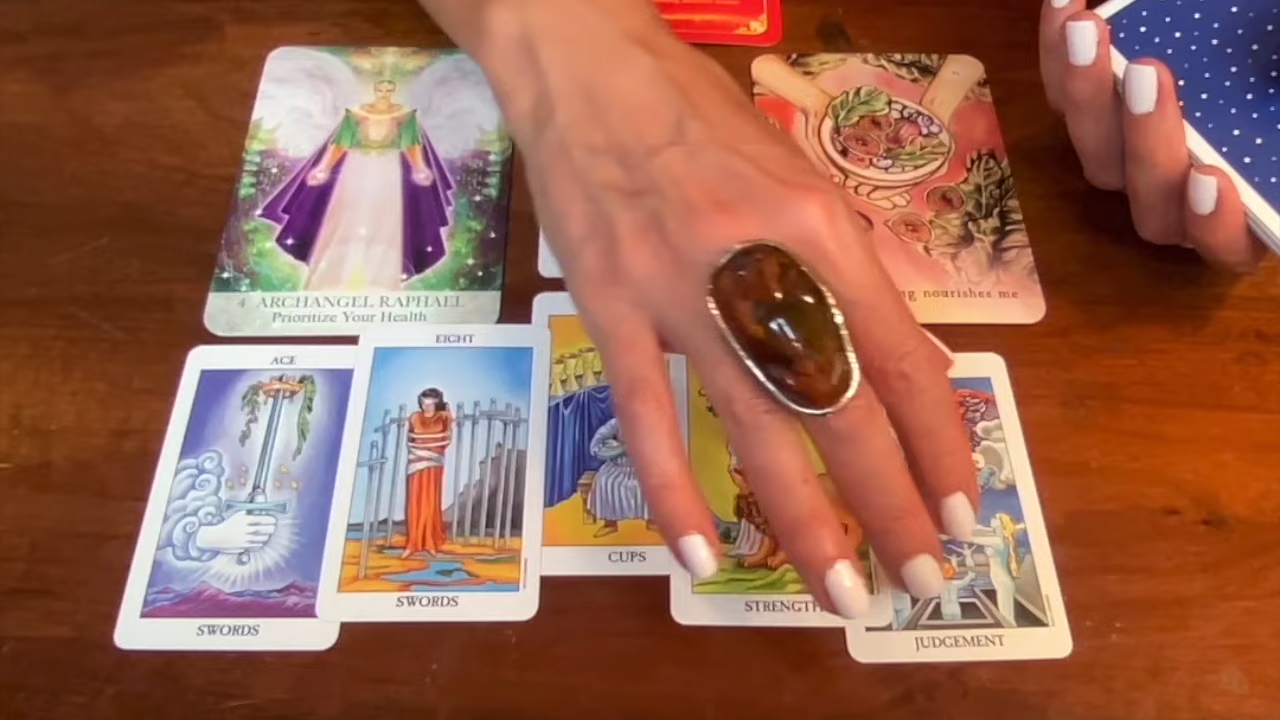 4 ARCHANGEL RAPHAEL
Prioritize Your Health
nourishes me
ACE
SWORDS
EIGHT
SWORDS
CUPS
STRENGTH
JUDGEMENT